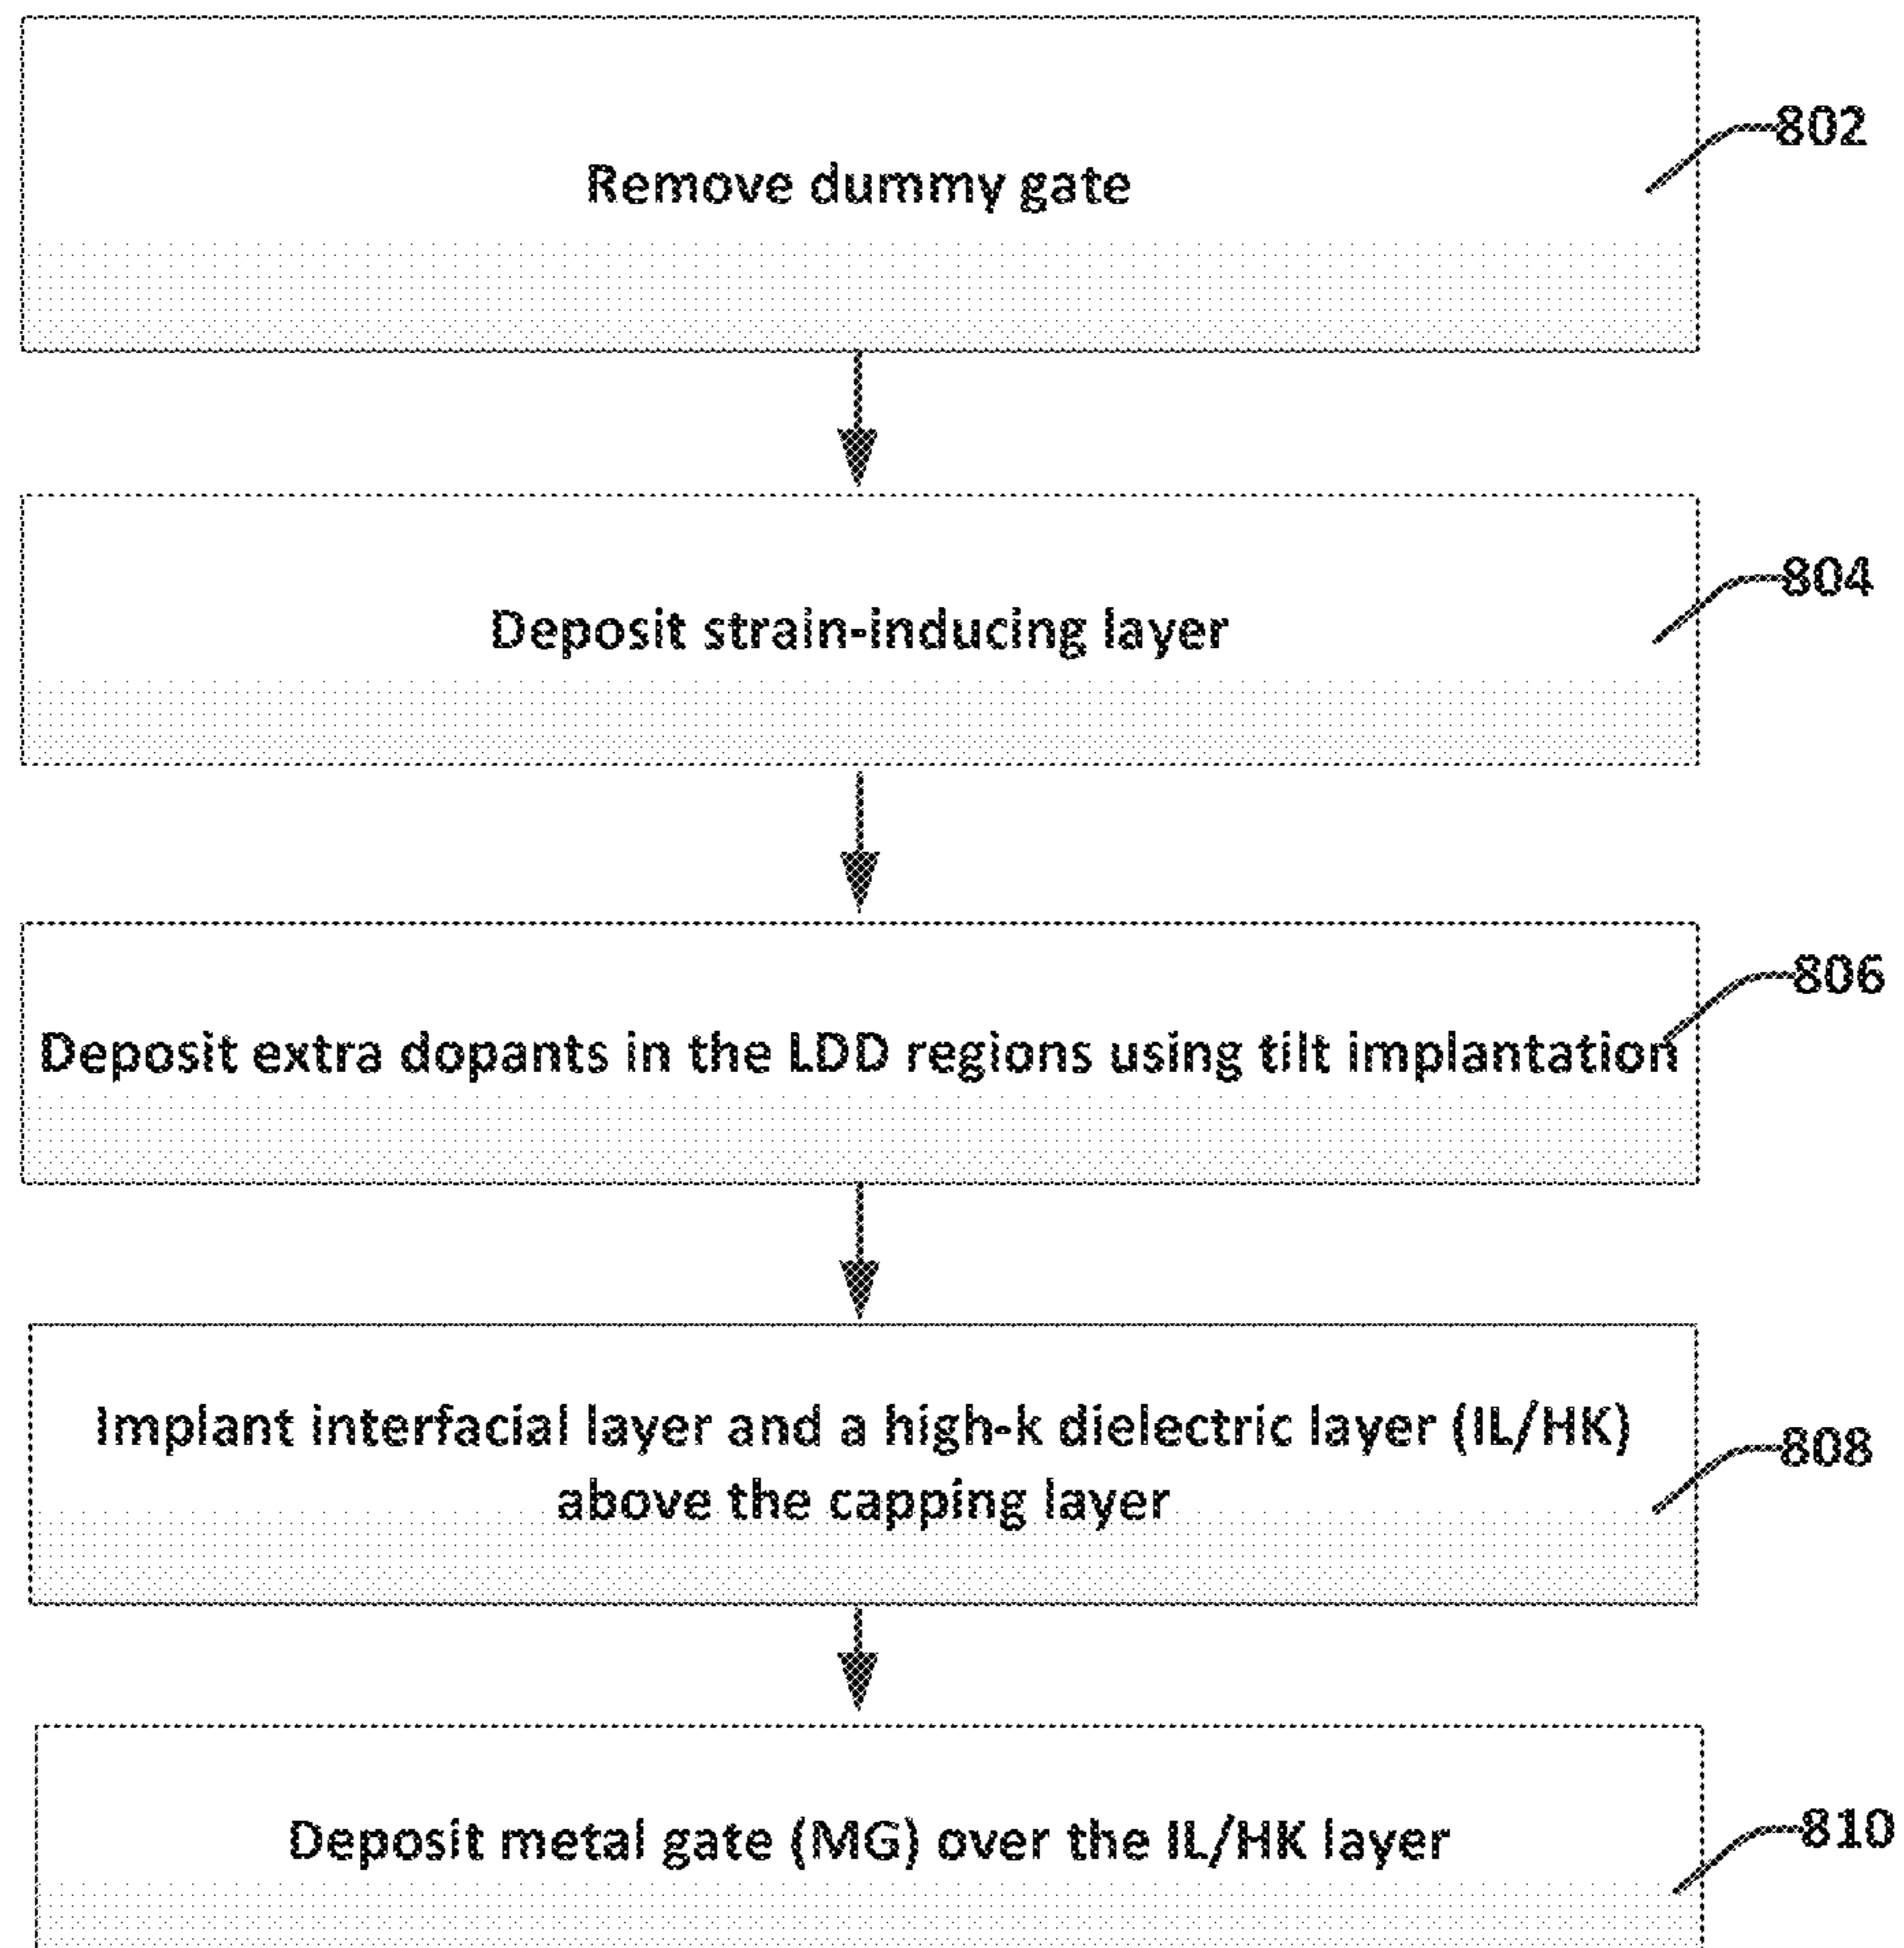 802
Remove dummy gate
804
Deposit strain-inducing layer
806
Deposit extra dopants in the LDD regions using tilt implantation
Implant interfacial layer and a high-k dielectric layer (IL/HK)
808
above the capping layer
810
Deposit metal gate (MG) over the IL/HK layer